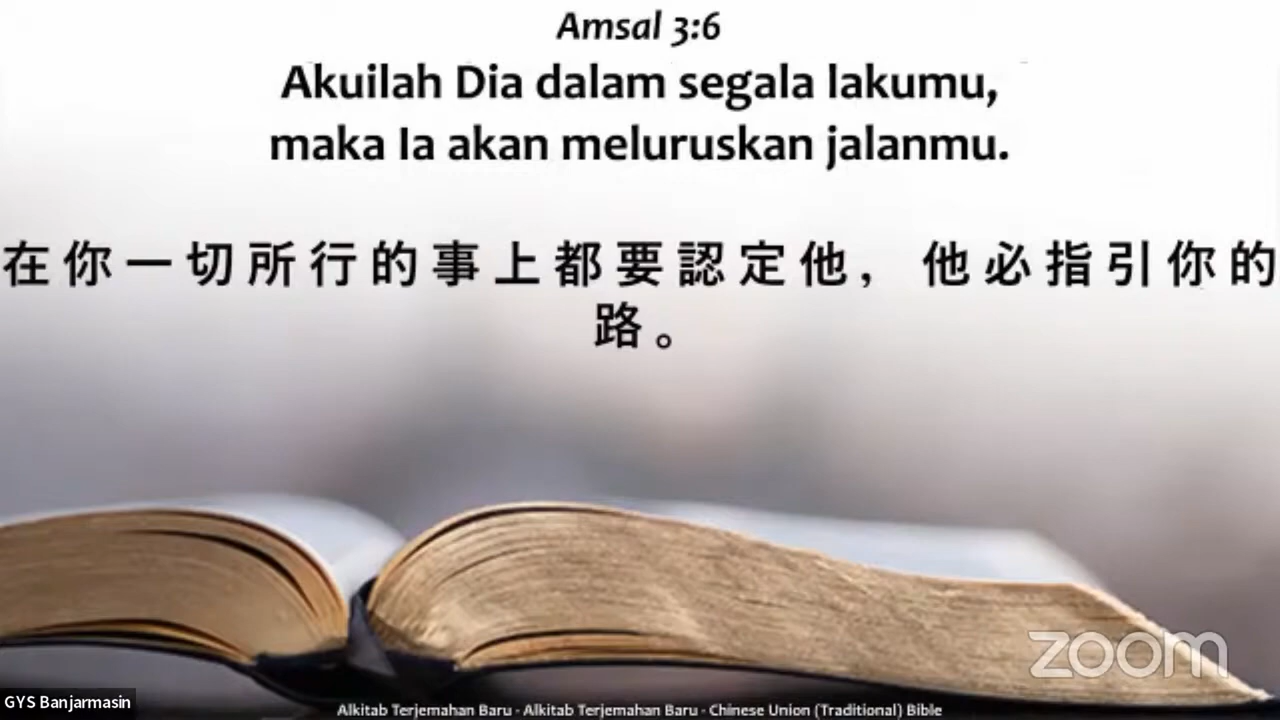 Amsal 3:6
Akuilah Dia dalam segala lakumu,
maka Ia akan meluruskan jalanmu.
在你一切所行的事上都要認定他，他必指引你的
路。
zoom
GYS Banjarmasin
Alkitab Terjemahan Baru - Alkitab Terjemahan Baru - Chinese Union (Traditional) Bible